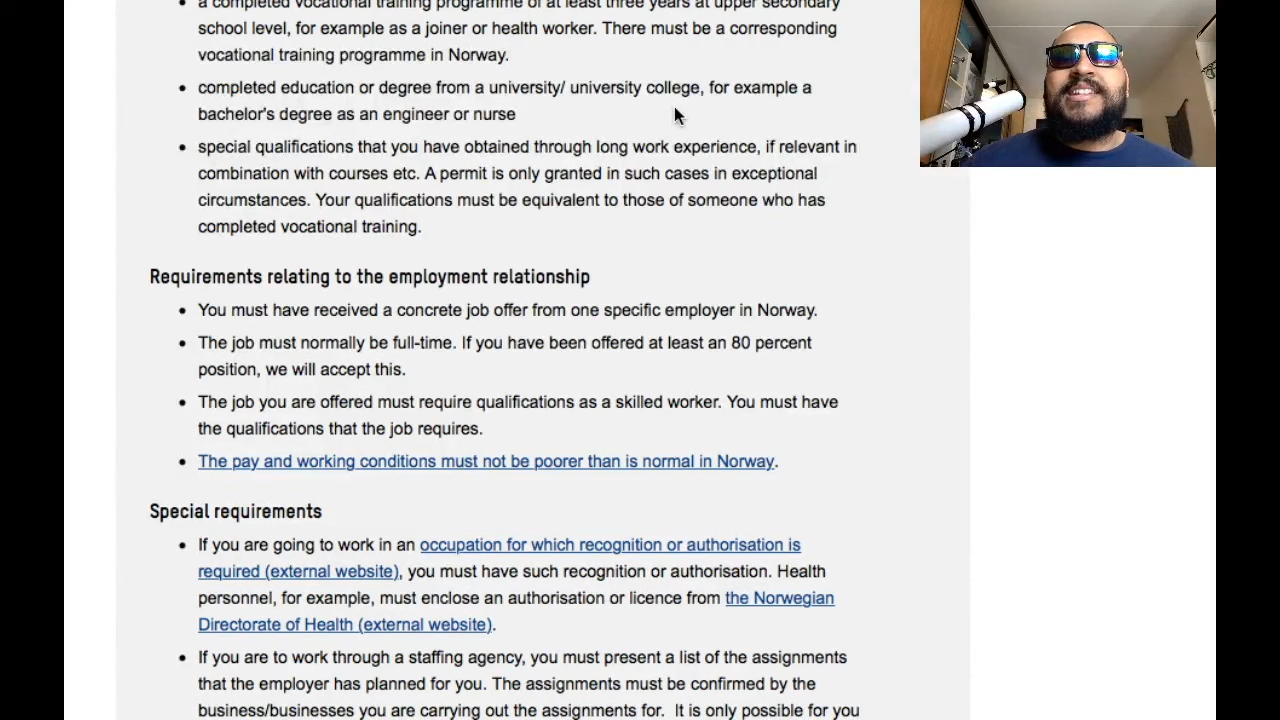 a completed vocational training programme of at least three years at upper secondary
school level, for example as a joiner or health worker. There must be a corresponding
vocational training programme in Norway.
completed education or degree from a university/ university college, for example a
bachelor's degree as an engineer or nurse
special qualifications that you have obtained through long work experience, if relevant in
combination with courses etc. A permit is only granted in such cases in exceptional
circumstances. Your qualifications must be equivalent to those of someone who has
completed vocational training.
Requirements relating to the employment relationship
You must have received a concrete job offer from one specific employer in Norway.
The job must normally be full-time. If you have been offered at least an 80 percent
position, we will accept this.
The job you are offered must require qualifications as a skilled worker. You must have
the qualifications that the job requires.
The pay and working conditions must not be poorer than is normal in Norway.
Special requirements
If you are going to work in an occupation for which recognition or authorisation is
required (external website), you must have such recognition or authorisation. Health
personnel, for example, must enclose an authorisation or licence from the Norwegian
Directorate of Health (external website).
If you are to work through a staffing agency, you must present a list of the assignments
that the employer has planned for you. The assignments must be confirmed by the
business/businesses you are carrying out the assignments for. It is only possible for you